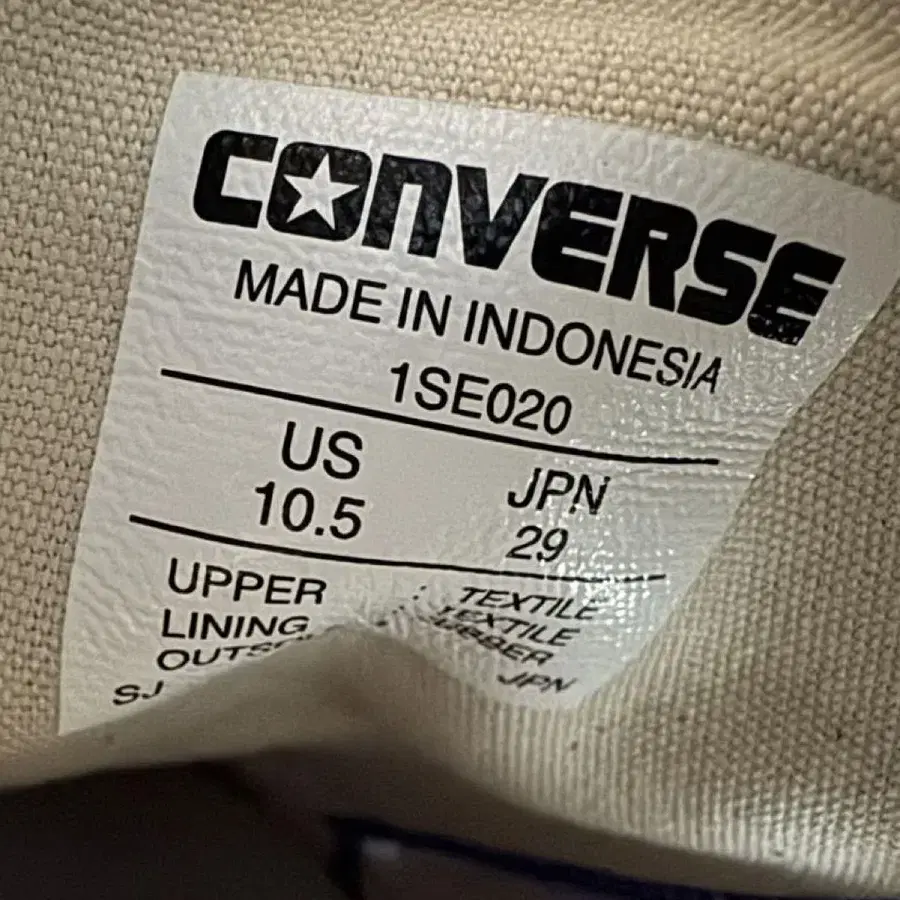 CONVERSE
MADE IN INDONESIA
1SE020
US JPN
10.5 29
UPPER : TEXTILE
LINING : TEXTILE
JPN